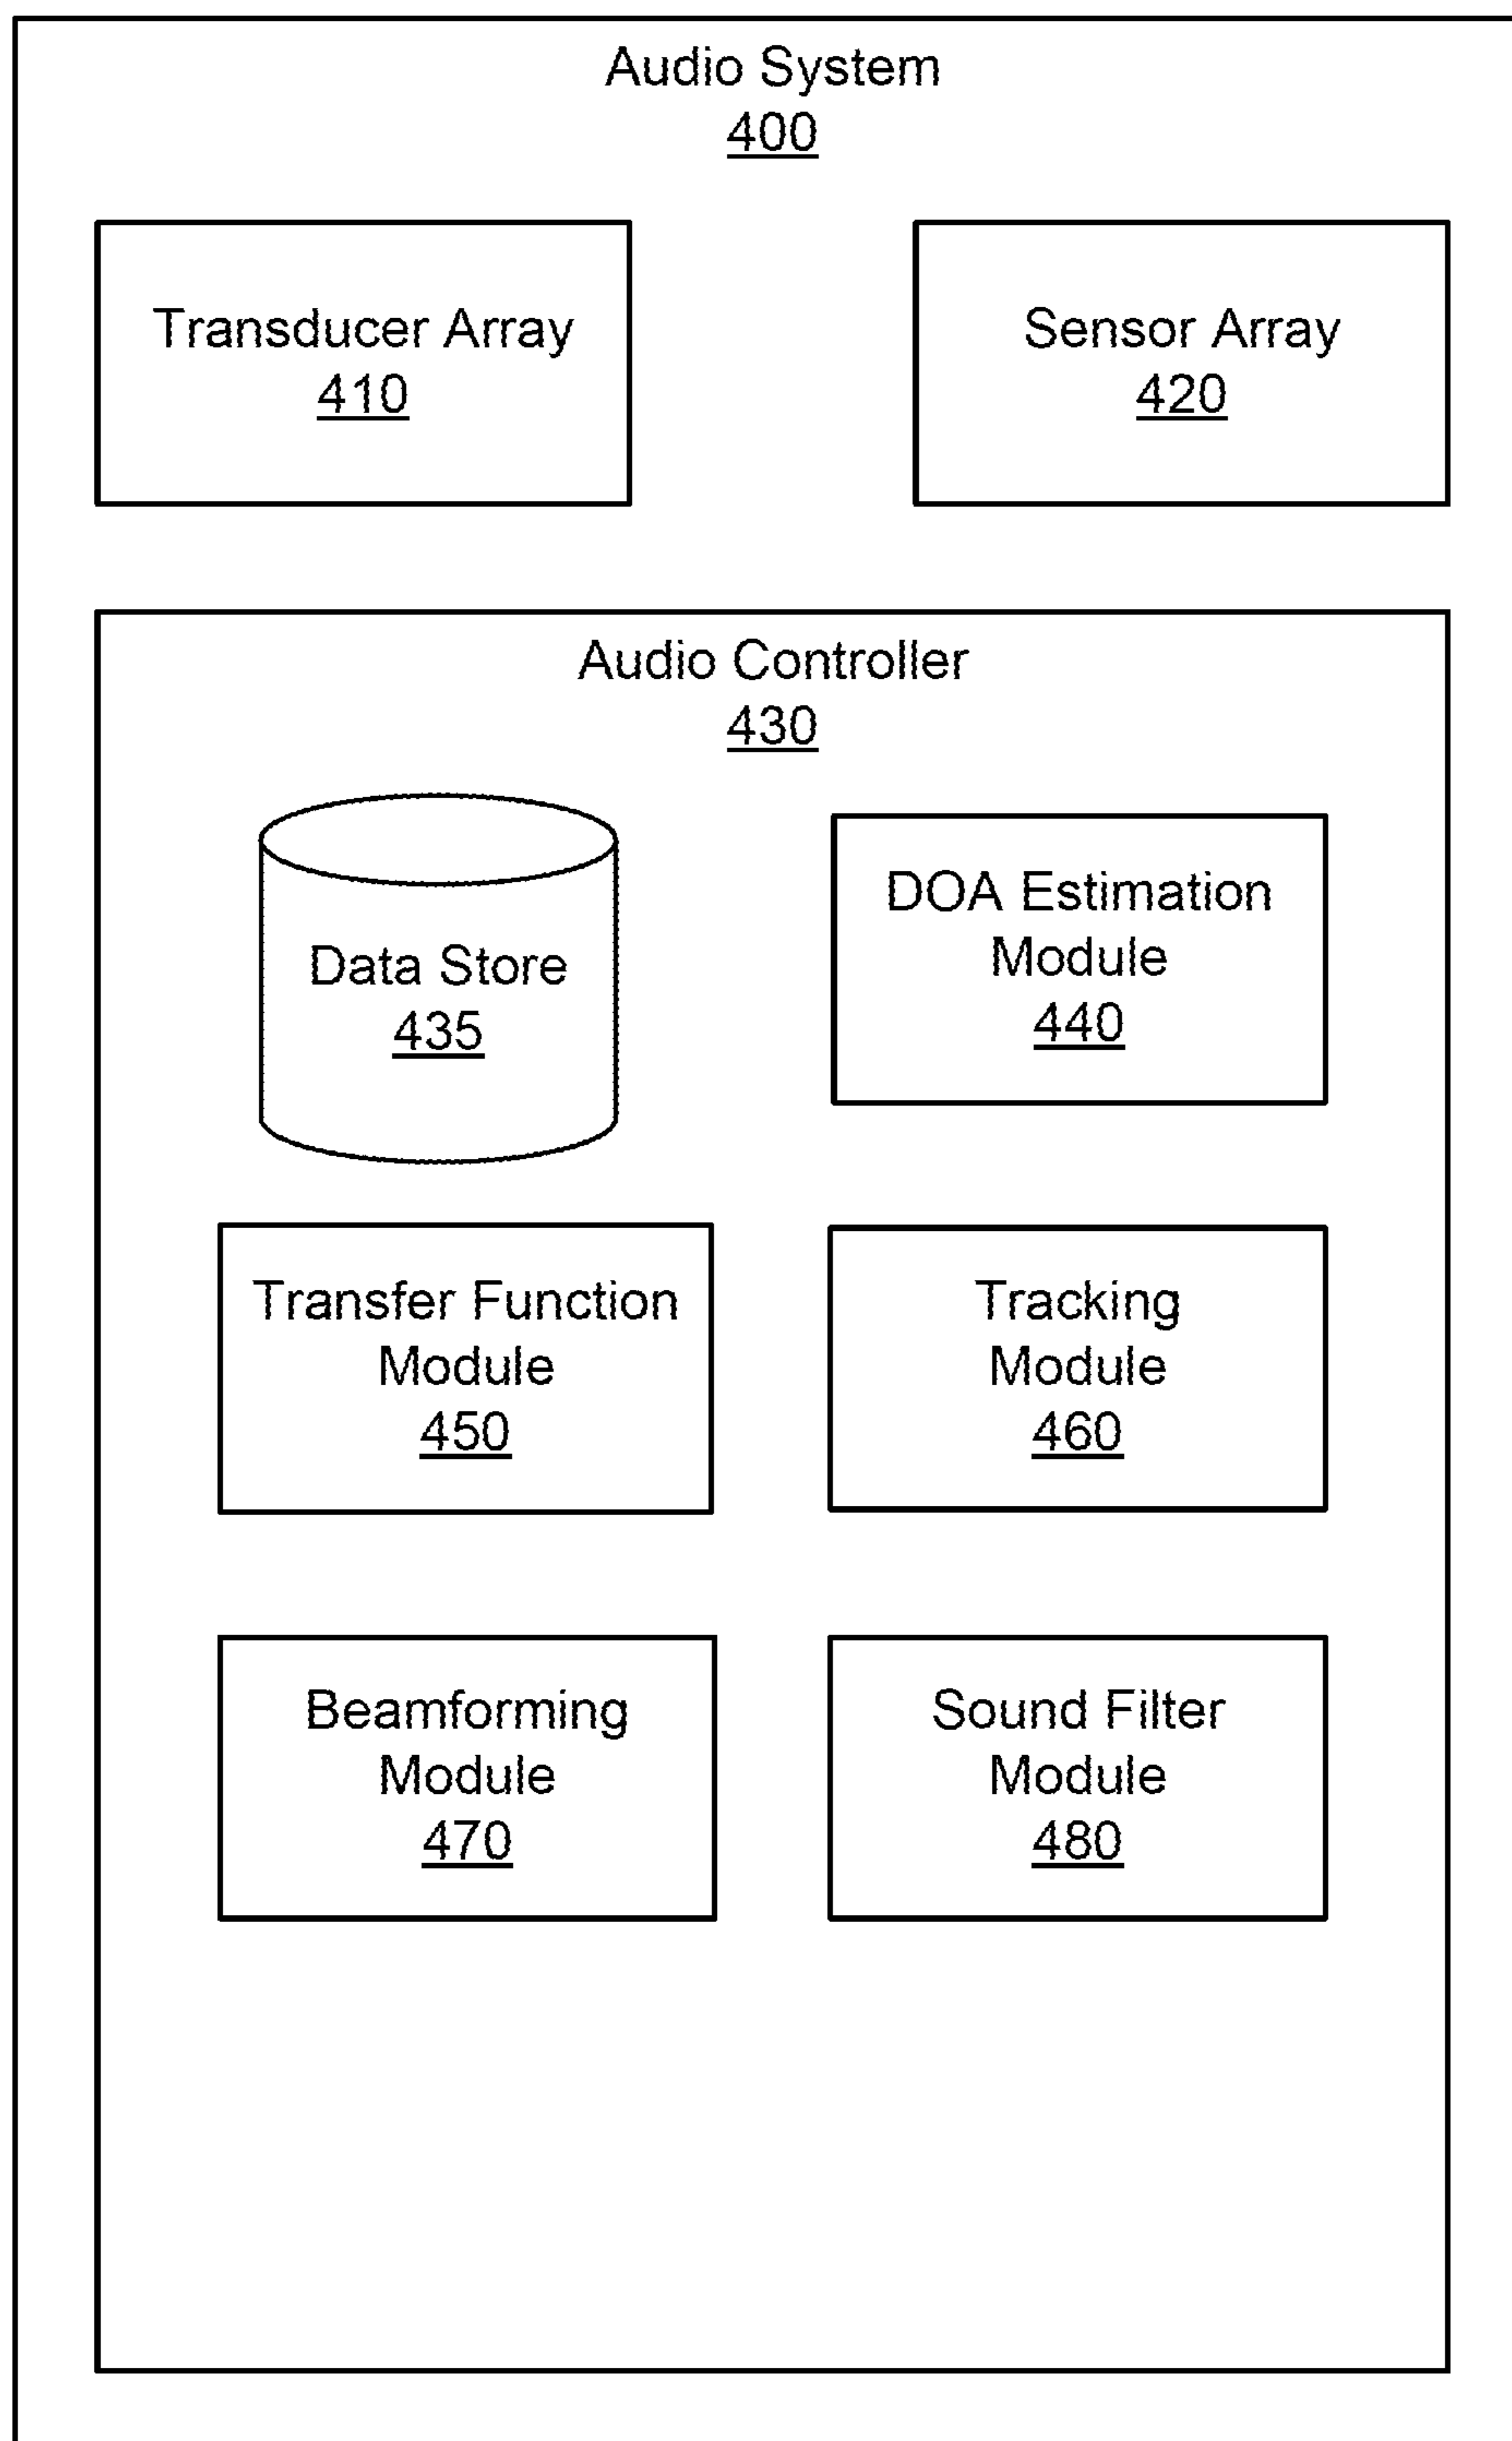 Audio System
400
Transducer Array
410
Sensor Array
420
Audio Controller
430
Data Store
435
DOA Estimation
Module
440
Transfer Function
Module
450
Tracking
Module
460
Beamforming
Module
470
Sound Filter
Module
480